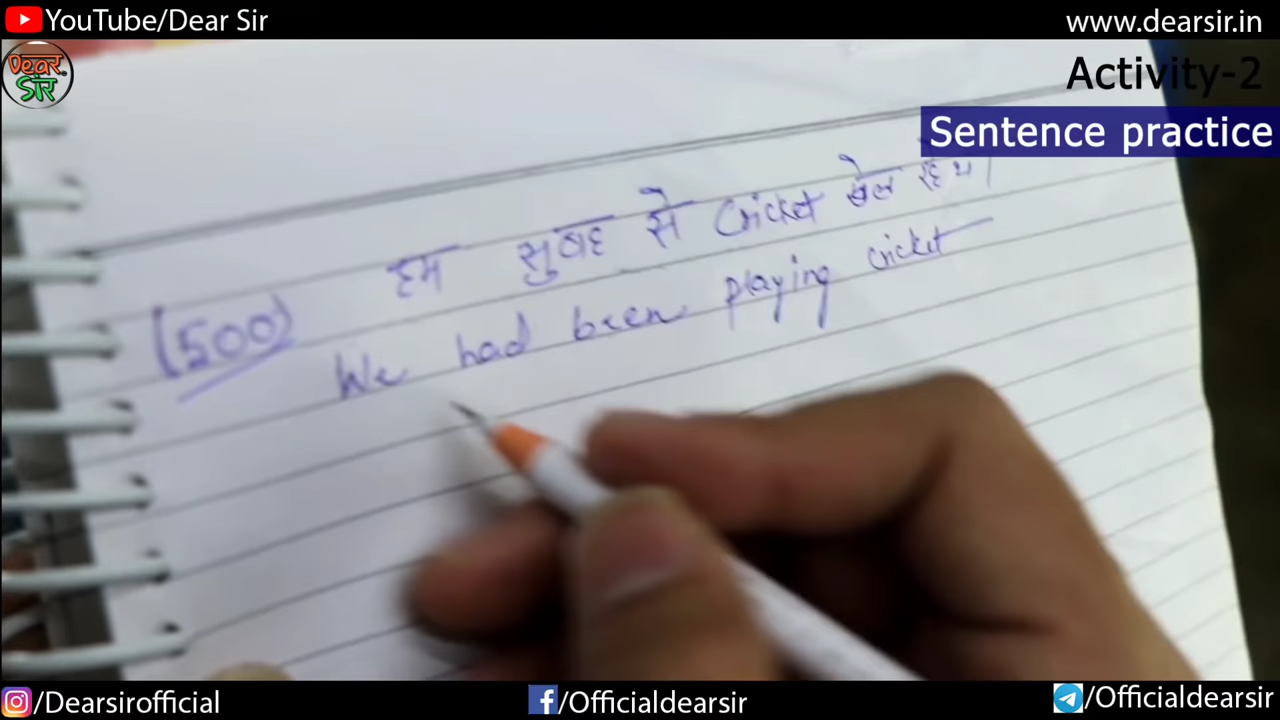 YouTube/Dear Sir
www.dearsir.in
Dear Sir
Activity-2
Sentence practice
हम सुबह से Cricket खेल रहे थे।
(500)
We had been playing cricket
/Dearsirofficial
/Officialdearsir
/Officialdearsir